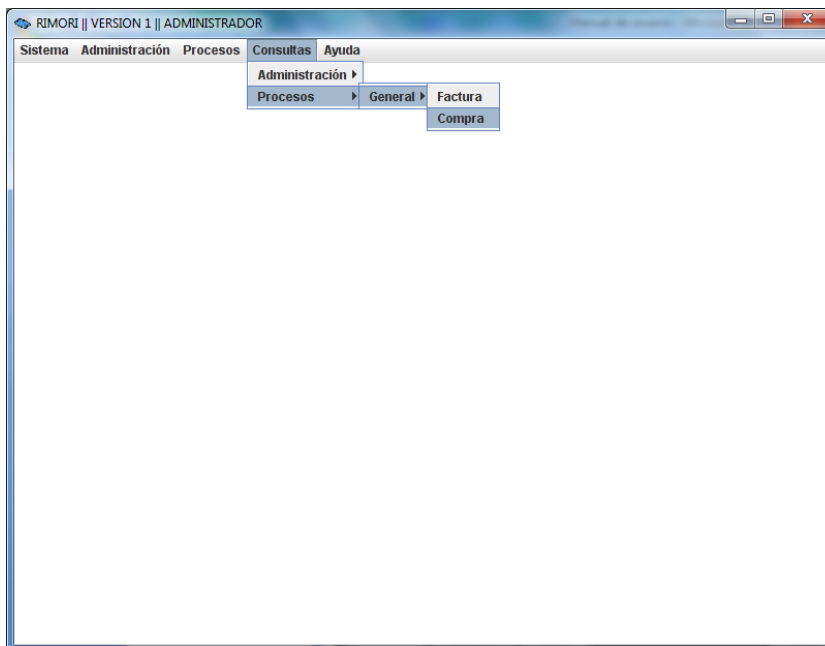 RIMORI || VERSION 1 || ADMINISTRADOR
Sistema Administración Procesos Consultas Ayuda
Administración
Procesos General Factura
Compra